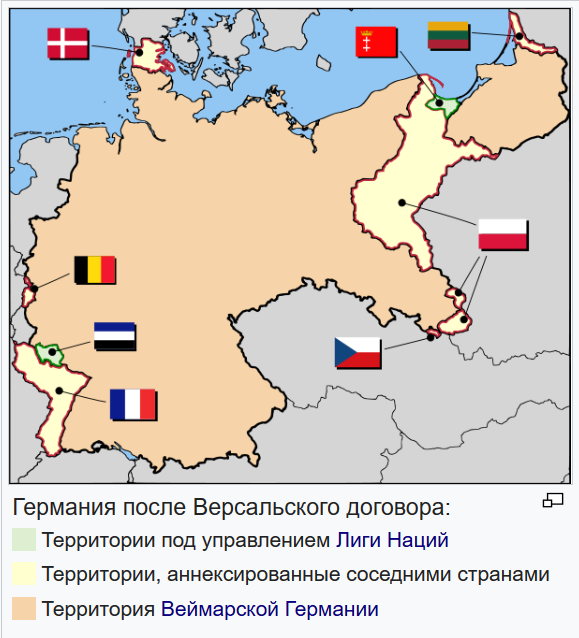 Германия после Версальского договора:
Территории под управлением Лиги Наций
Территории, аннексированные соседними странами
Территория Веймарской Германии